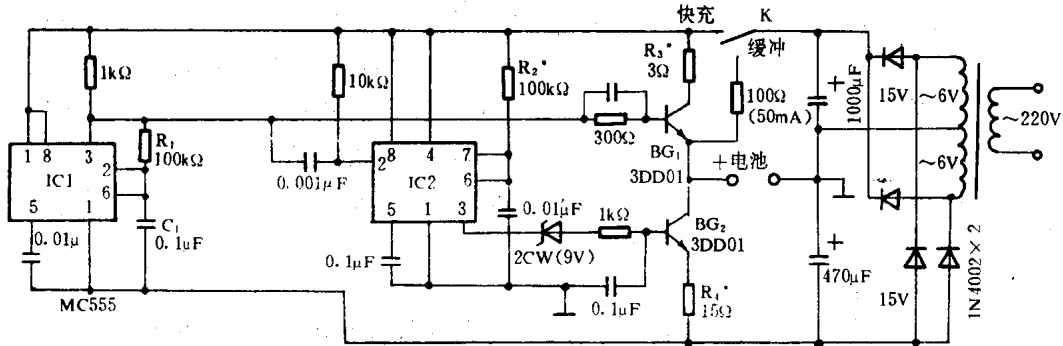 快充
K
缓冲
1kΩ
10kΩ
R₂*
100kΩ
R₃*
3Ω
100Ω
(50mA)
+
1000μF
15V
~6V
~6V
~220V
R₁
100kΩ
1
8
3
2
6
IC1
5
1
0.01μ
C₁
0.1μF
MC555
0.001μF
2
8
4
7
6
IC2
5
1
3
0.1μF
0.01μF
300Ω
BG₁
3DD01
+电池
1kΩ
2CW(9V)
0.1μF
BG₂
3DD01
R₄*
15Ω
+
470μF
15V
1N4002×2